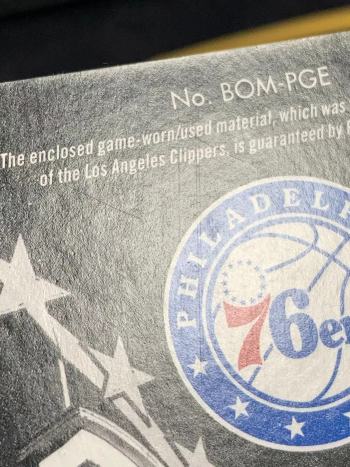 No. BOM-PGE
The enclosed game-worn/used material, which was
of the Los Angeles Clippers, is guaranteed by
PHILADEL
76ers